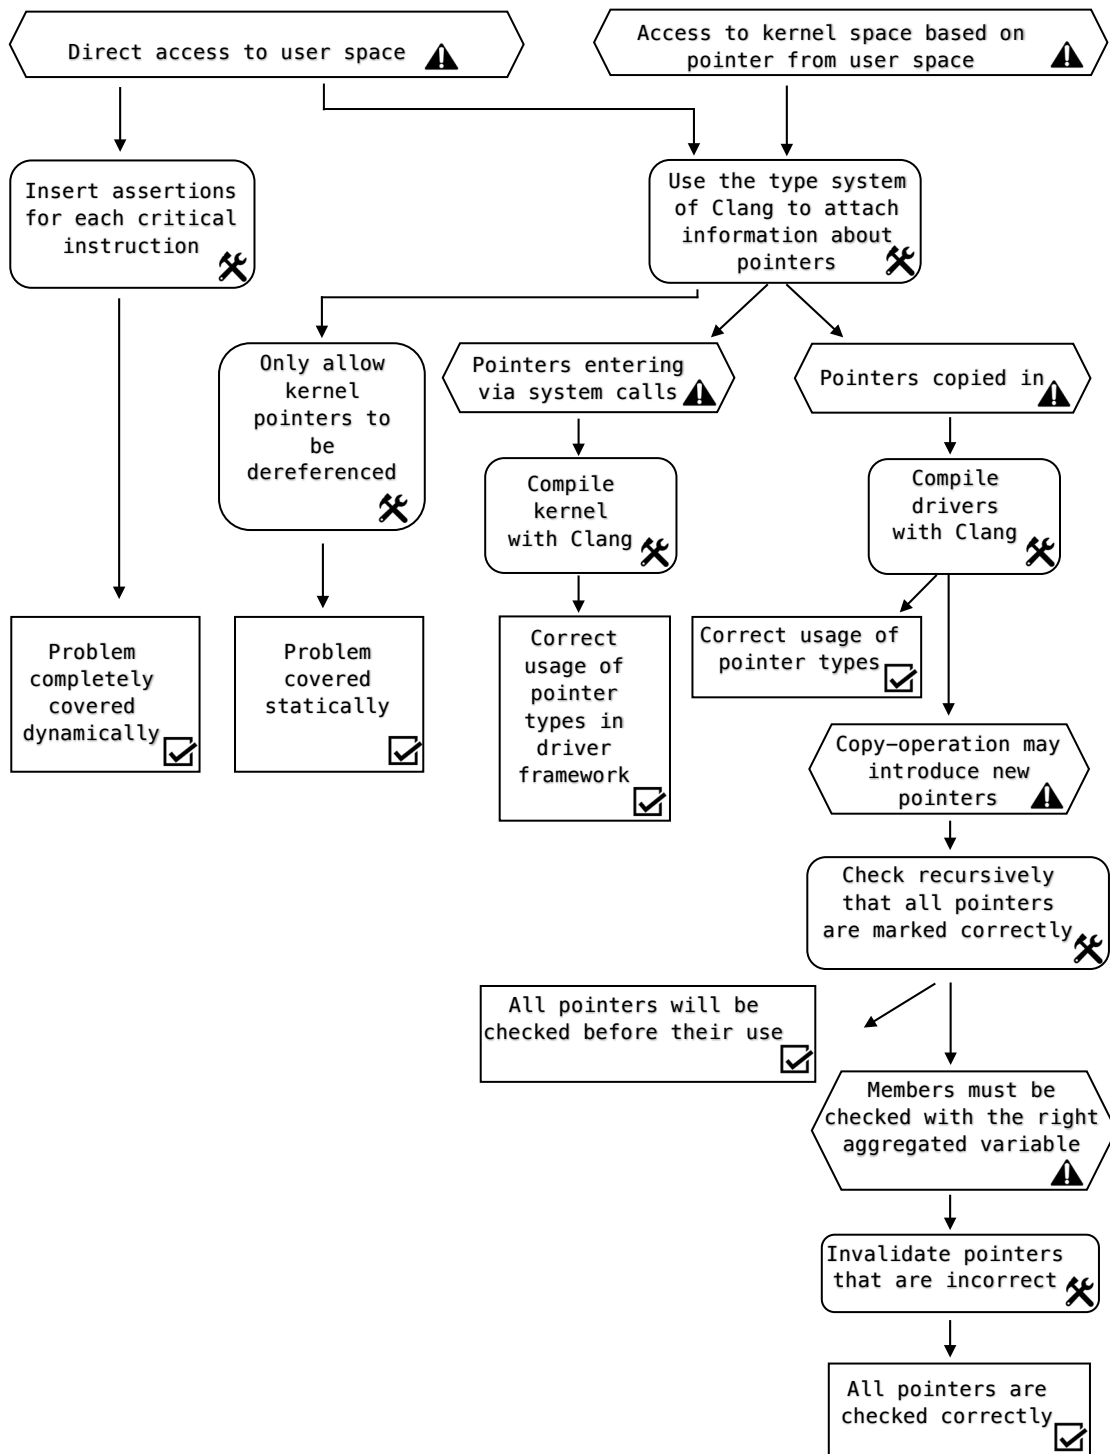 Direct access to user space
Access to kernel space based on
pointer from user space
Insert assertions
for each critical
instruction
Use the type system
of Clang to attach
information about
pointers
Only allow
kernel
pointers to
be
dereferenced
Pointers entering
via system calls
Pointers copied in
Compile
kernel
with Clang
Compile
drivers
with Clang
Problem
completely
covered
dynamically
Problem
covered
statically
Correct
usage of
pointer
types in
driver
framework
Correct usage of
pointer types
Copy-operation may
introduce new
pointers
Check recursively
that all pointers
are marked correctly
All pointers will be
checked before their use
Members must be
checked with the right
aggregated variable
Invalidate pointers
that are incorrect
All pointers are
checked correctly